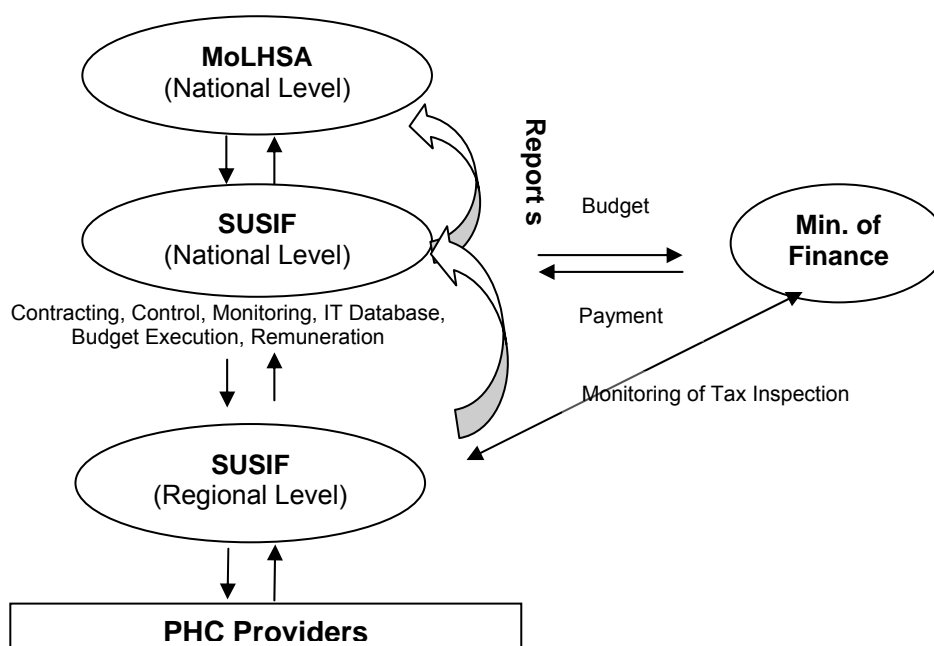 MoLHSA
(National Level)
Report s
SUSIF
(National Level)
Budget
Min. of
Finance
Contracting, Control, Monitoring, IT Database,
Budget Execution, Remuneration
Payment
Monitoring of Tax Inspection
SUSIF
(Regional Level)
PHC Providers